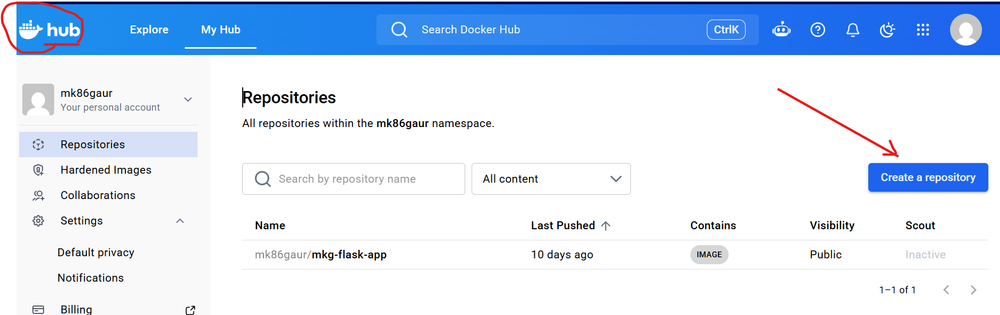 hub
Explore
My Hub
Search Docker Hub
CtrlK
mk86gaur
Your personal account
Repositories
Hardened Images
Collaborations
Settings
Default privacy
Notifications
Billing
Repositories
All repositories within the mk86gaur namespace.
Search by repository name
All content
Create a repository
Name Last Pushed Contains Visibility Scout
mk86gaur/mkg-flask-app 10 days ago IMAGE Public Inactive
1–1 of 1